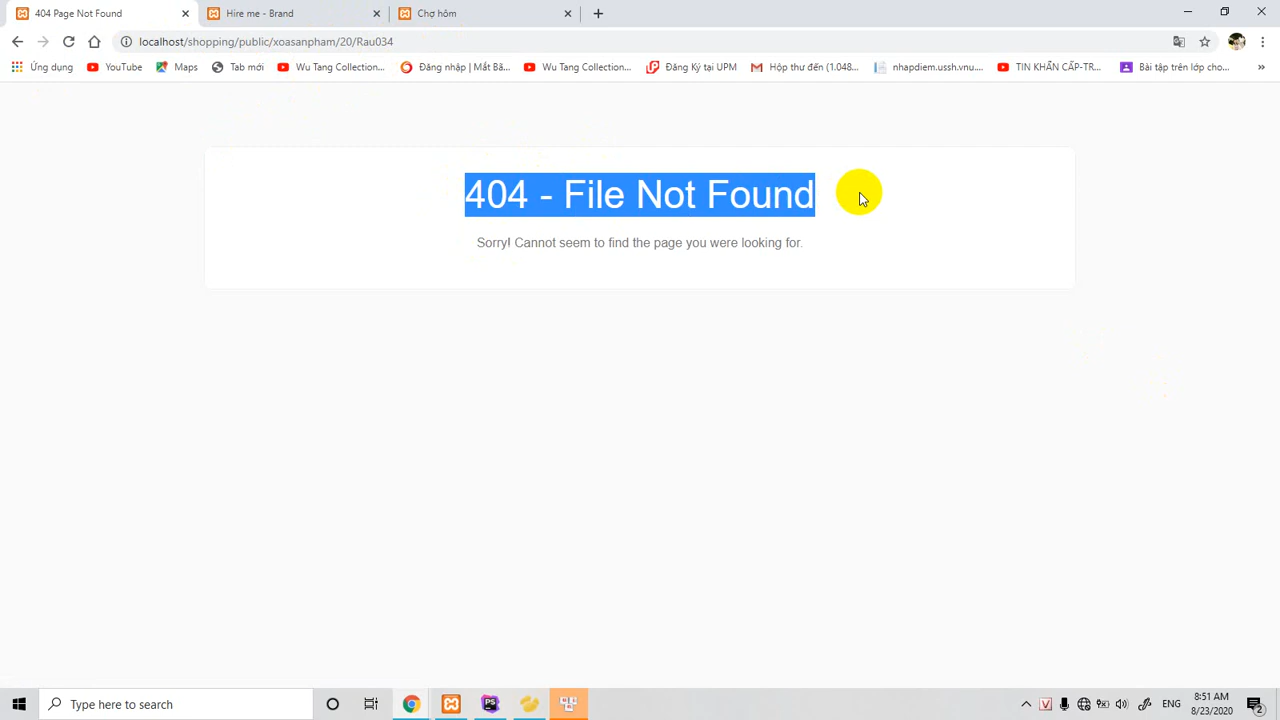 404 Page Not Found
Hire me - Brand
Chợ hôm
localhost/shopping/public/xoasanpham/20/Rau034
Ứng dụng
YouTube
Maps
Tab mới
Wu Tang Collection...
Đăng nhập | Mắt Bã...
Wu Tang Collection...
Đăng Ký tại UPM
Hộp thư đến (1.048...
nhapdiem.ussh.vnu....
TIN KHẨN CẤP-TR...
Bài tập trên lớp cho...
»
404 - File Not Found
Sorry! Cannot seem to find the page you were looking for.
Type here to search
PS
V
ENG
8:51 AM
8/23/2020
2